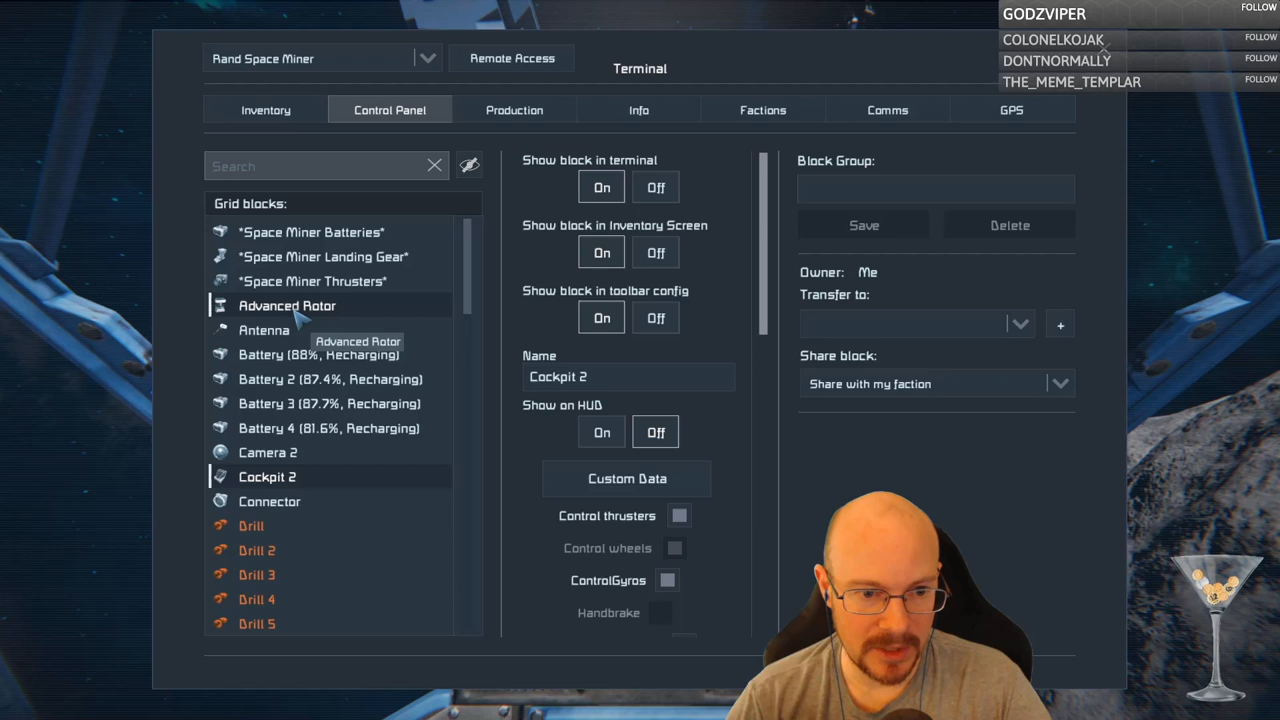 GODZVIPER FOLLOW
COLONELKOJAK FOLLOW
DONTNORMALLY FOLLOW
THE_MEME_TEMPLAR FOLLOW
Rand Space Miner
Remote Access
Terminal
Inventory
Control Panel
Production
Info
Factions
Comms
GPS
Search
Grid blocks:
*Space Miner Batteries*
*Space Miner Landing Gear*
*Space Miner Thrusters*
Advanced Rotor
Antenna
Advanced Rotor
Battery (88%, Recharging)
Battery 2 (87.4%, Recharging)
Battery 3 (87.7%, Recharging)
Battery 4 (81.6%, Recharging)
Camera 2
Cockpit 2
Connector
Drill
Drill 2
Drill 3
Drill 4
Drill 5
Show block in terminal
On Off
Show block in Inventory Screen
On Off
Show block in toolbar config
On Off
Name
Cockpit 2
Show on HUD
On Off
Custom Data
Control thrusters
Control wheels
ControlGyros
Handbrake
Block Group:
Save Delete
Owner: Me
Transfer to:
+
Share block:
Share with my faction